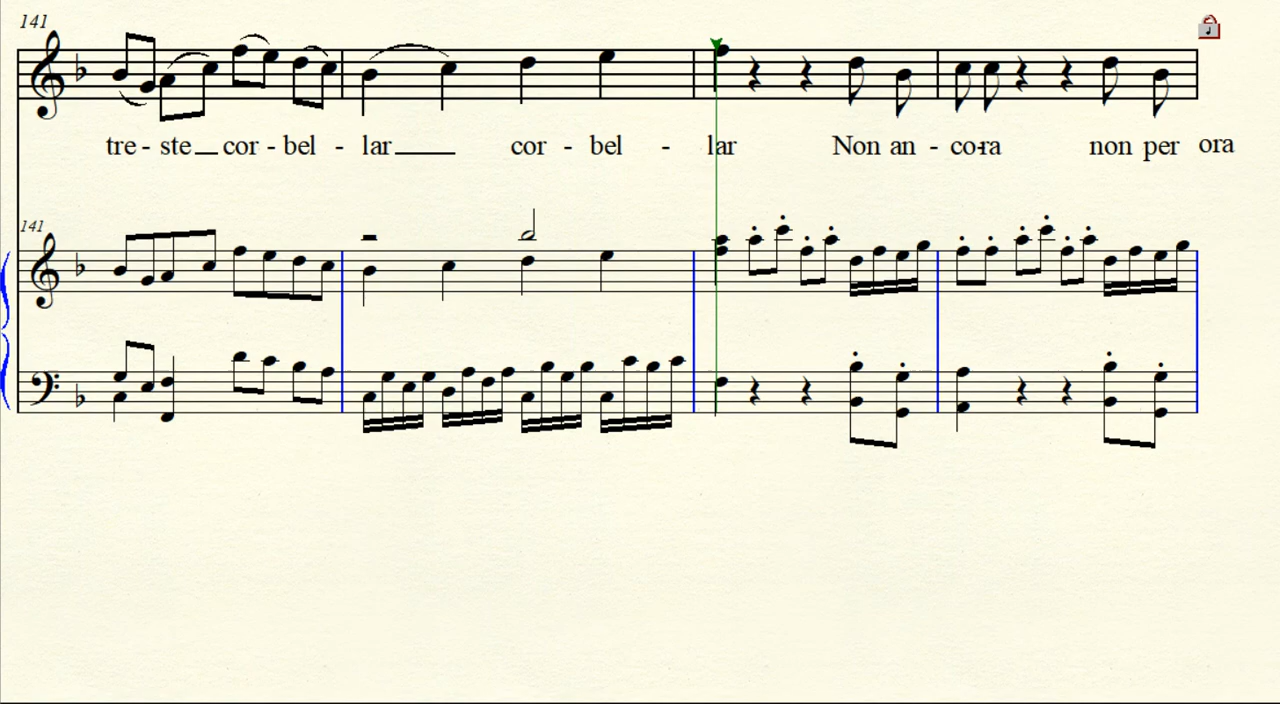 141
tre - ste cor - bel - lar cor - bel - lar Non an - co-ra non per ora
141